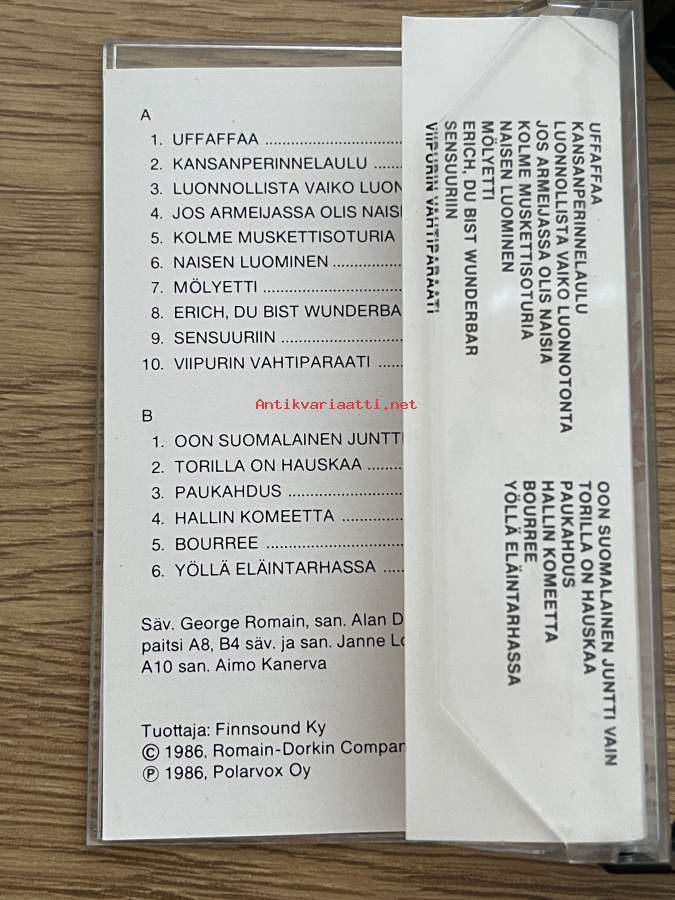 A
1. UFFAFFAA
2. KANSANPERINNELAULU
3. LUONNOLLISTA VAIKO LUON
4. JOS ARMEIJASSA OLIS NAISI
5. KOLME MUSKETTISOTURIA
6. NAISEN LUOMINEN
7. MÖLYETTI
8. ERICH, DU BIST WUNDERBA
9. SENSUURIIN
10. VIIPURIN VAHTIPARAATI
B
1. OON SUOMALAINEN JUNTTI
2. TORILLA ON HAUSKAA
3. PAUKAHDUS
4. HALLIN KOMEETTA
5. BOURREE
6. YÖLLÄ ELÄINTARHASSA
Säv. George Romain, san. Alan D
paitsi A8, B4 säv. ja san. Janne Lo
A10 san. Aimo Kanerva
Tuottaja: Finnsound Ky
© 1986, Romain-Dorkin Compan
Ⓟ 1986, Polarvox Oy
UFFAFFAA
KANSANPERINNELAULU
LUONNOLLISTA VAIKO LUONNOTONTA
JOS ARMEIJASSA OLIS NAISIA
KOLME MUSKETTISOTURIA
NAISEN LUOMINEN
MÖLYETTI
ERICH, DU BIST WUNDERBAR
SENSUURIIN
VIIPURIN VAHTIPARAATI
OON SUOMALAINEN JUNTTI VAIN
TORILLA ON HAUSKAA
PAUKAHDUS
HALLIN KOMEETTA
BOURREE
YÖLLÄ ELÄINTARHASSA
Antikvariaatti.net